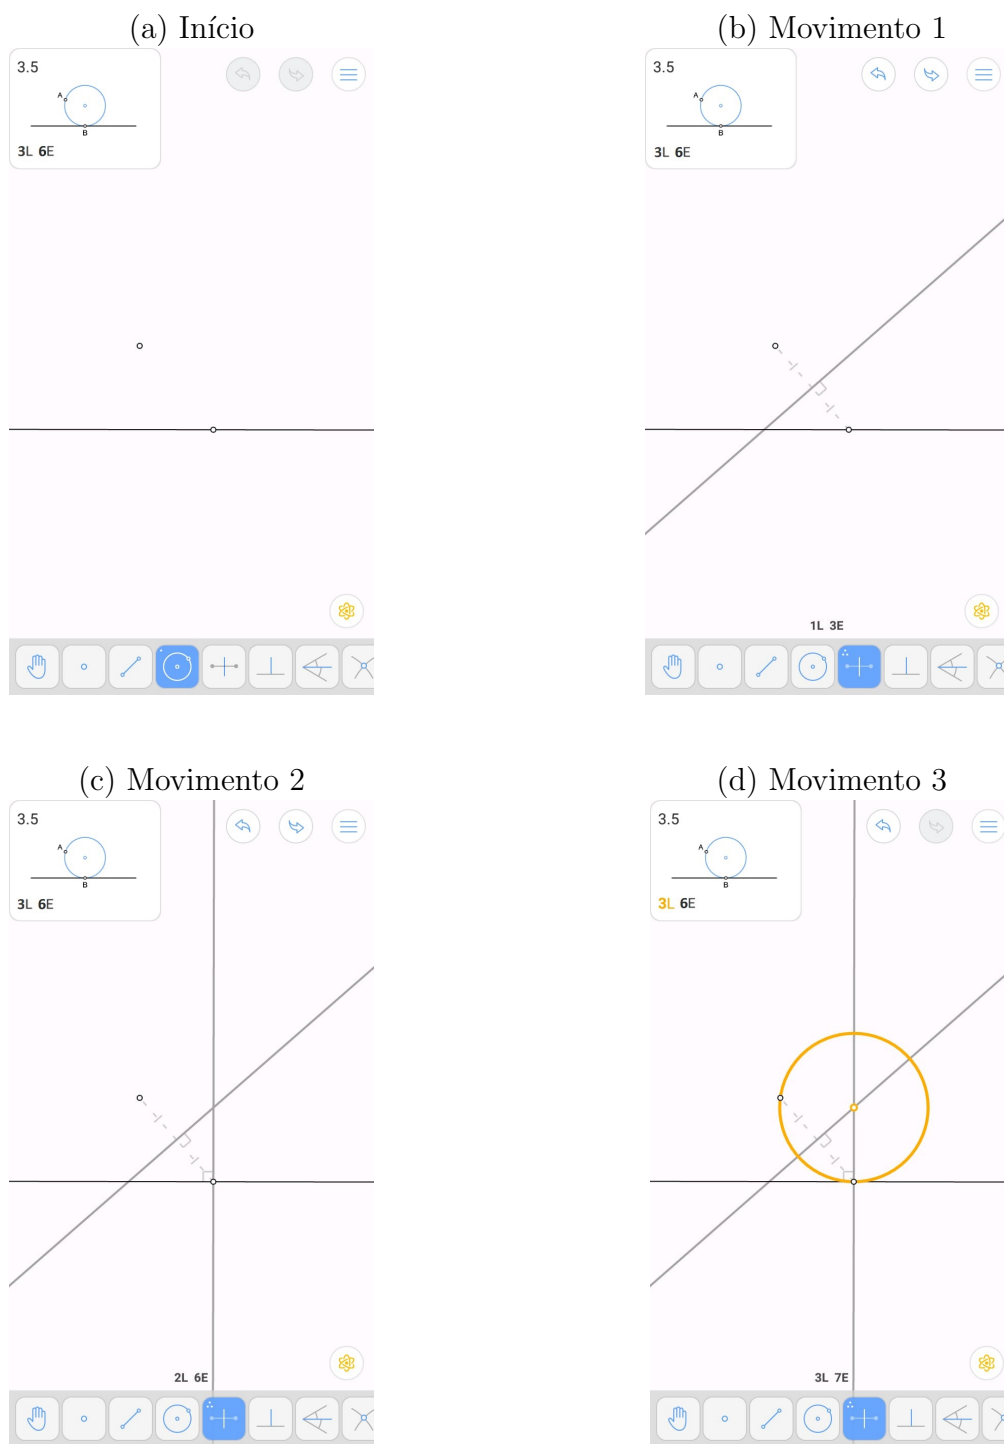 (a) Início
3.5
A
B
3L 6E
(b) Movimento 1
3.5
A
B
3L 6E
1L 3E
(c) Movimento 2
3.5
A
B
3L 6E
2L 6E
(d) Movimento 3
3.5
A
B
3L 6E
3L 7E